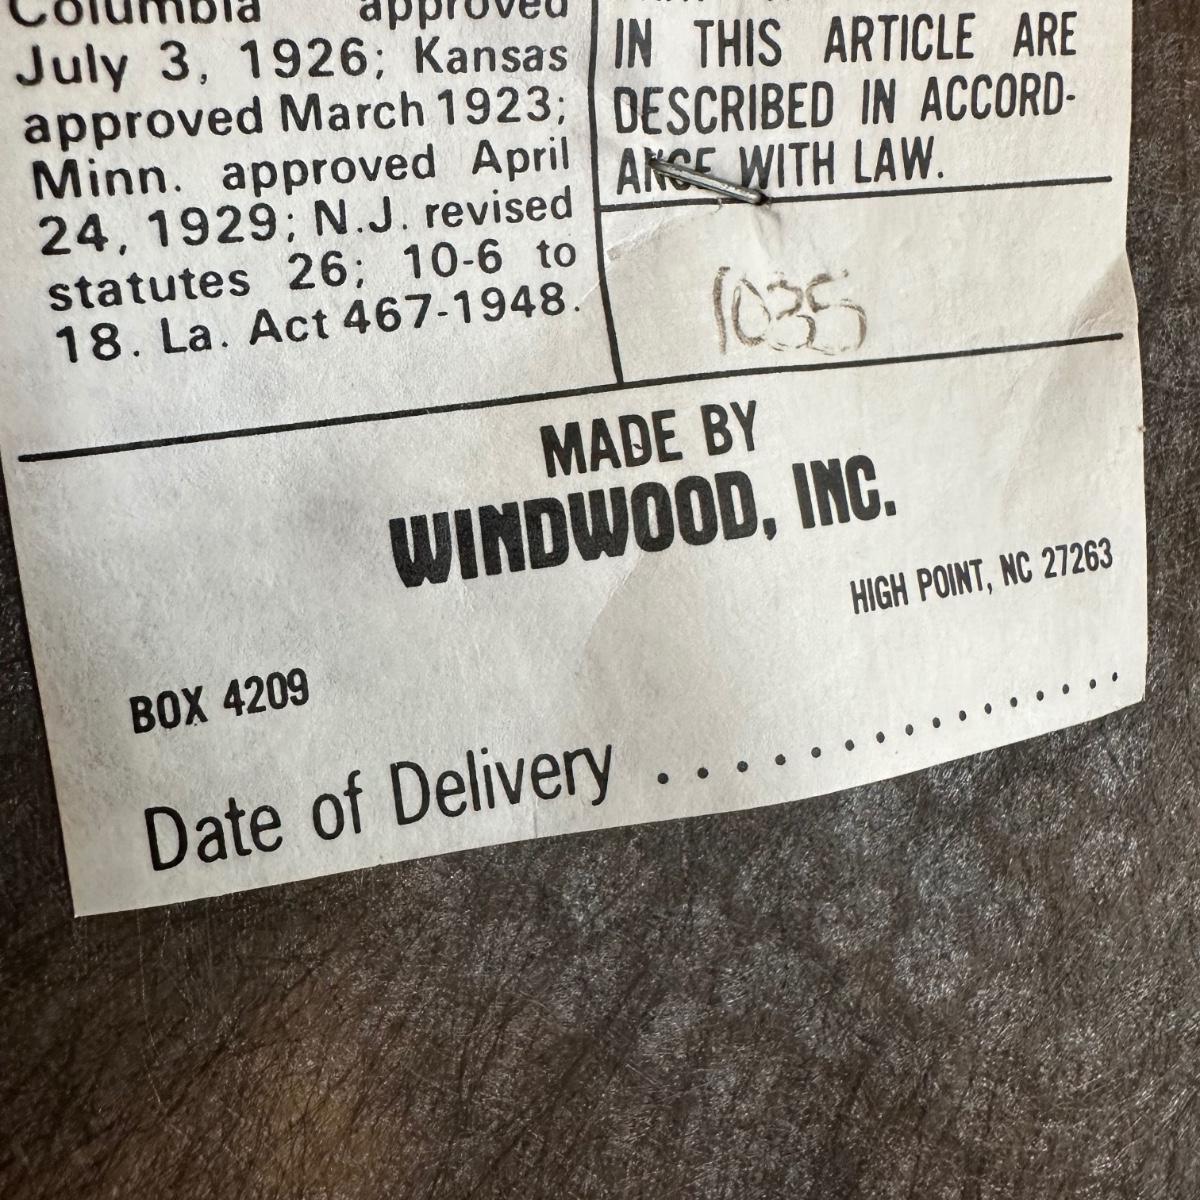 Columbia approved
July 3, 1926; Kansas
approved March 1923;
Minn. approved April
24, 1929; N.J. revised
statutes 26; 10-6 to
18. La. Act 467-1948.
IN THIS ARTICLE ARE
DESCRIBED IN ACCORD-
ANCE WITH LAW.
1035
MADE BY
WINDWOOD, INC.
HIGH POINT, NC 27263
BOX 4209
Date of Delivery ..................